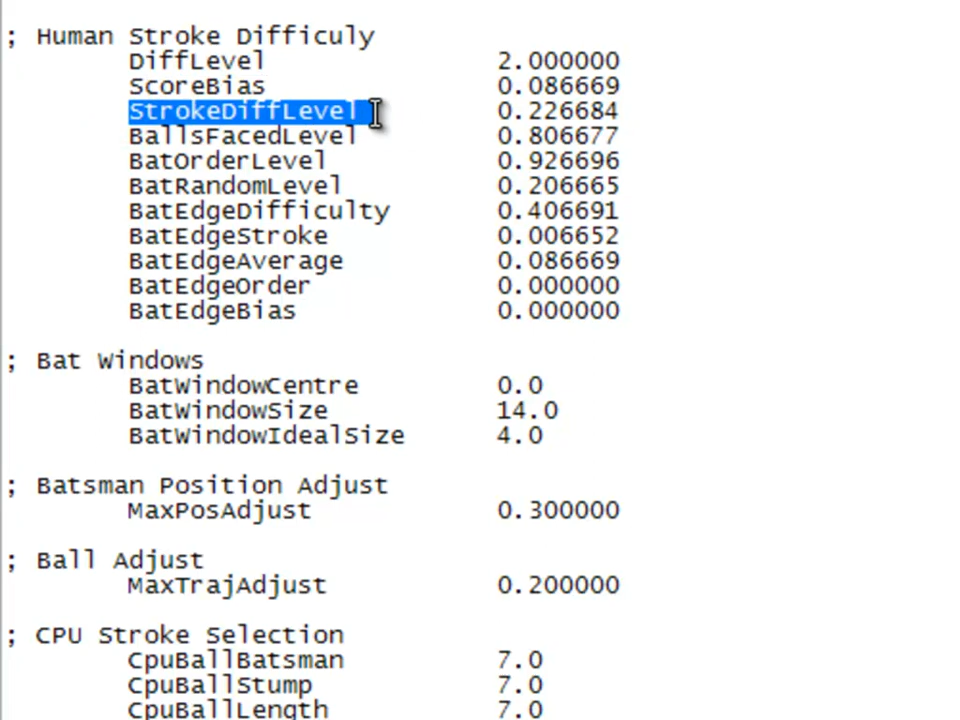 ; Human Stroke Difficuly
DiffLevel 2.000000
ScoreBias 0.086669
StrokeDiffLevel 0.226684
BallsFacedLevel 0.806677
BatOrderLevel 0.926696
BatRandomLevel 0.206665
BatEdgeDifficulty 0.406691
BatEdgeStroke 0.006652
BatEdgeAverage 0.086669
BatEdgeOrder 0.000000
BatEdgeBias 0.000000
; Bat Windows
BatWindowCentre 0.0
BatWindowSize 14.0
BatWindowIdealSize 4.0
; Batsman Position Adjust
MaxPosAdjust 0.300000
; Ball Adjust
MaxTrajAdjust 0.200000
; CPU Stroke Selection
CpuBallBatsman 7.0
CpuBallStump 7.0
CpuBallLength 7.0